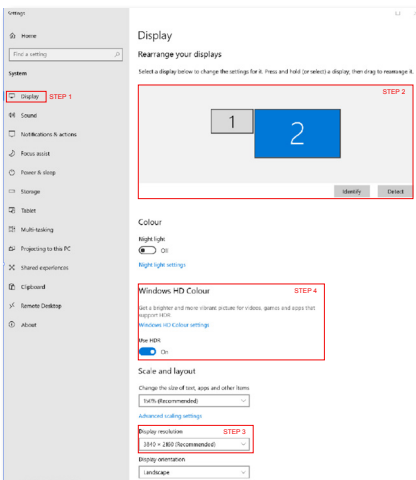 Settings
Home
Find a setting
System
Display STEP 1
Sound
Notifications & actions
Focus assist
Power & sleep
Storage
Tablet
Multi-tasking
Projecting to this PC
Shared experiences
Clipboard
Remote Desktop
About
Display
Rearrange your displays
Select a display below to change the settings for it. Press and hold (or select) a display, then drag to rearrange it.
STEP 2
1
2
Identify Detect
Colour
Night light
Off
Night light settings
Windows HD Colour STEP 4
Get a brighter and more vibrant picture for videos, games and apps that
support HDR
Windows HD Colour settings
Use HDR
On
Scale and layout
Change the size of text, apps and other items
150% (Recommended)
Advanced scaling settings
Display resolution STEP 3
3840 × 2160 (Recommended)
Display orientation
Landscape